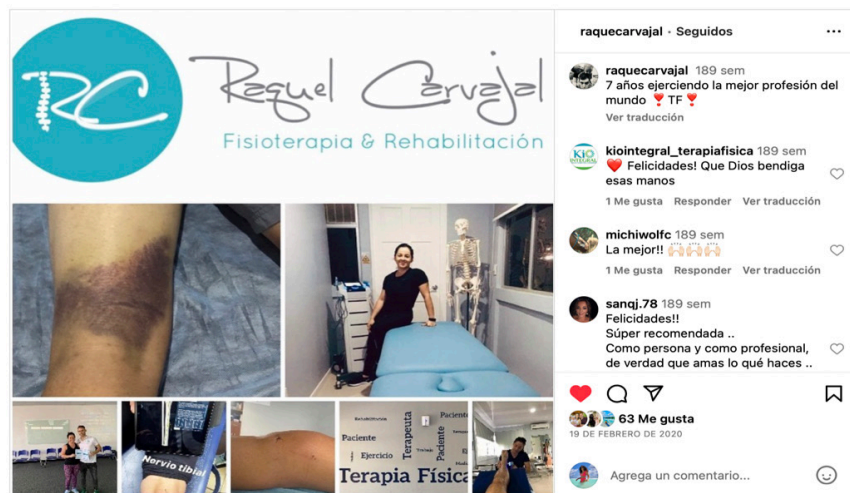 RC
Raquel Carvajal
Fisioterapia & Rehabilitación
Nervio tibial
Paciente
Ejercicio
Terapeuta
Paciente
Paciente
Terapia Física
raquecarvajal • Seguidos
raquecarvajal 189 sem
7 años ejerciendo la mejor profesión del
mundo ❣️TF❣️
Ver traducción
KiO
INTEGRAL
kiointegral_terapiafisica 189 sem
❤️ Felicidades! Que Dios bendiga
esas manos
1 Me gusta Responder Ver traducción
michiwolfc 189 sem
La mejor!! 🙌🏻🙌🏻🙌🏻
1 Me gusta Responder Ver traducción
sanqj.78 189 sem
Felicidades!!
Súper recomendada ..
Como persona y como profesional,
de verdad que amas lo qué haces ..
63 Me gusta
19 DE FEBRERO DE 2020
Agrega un comentario...